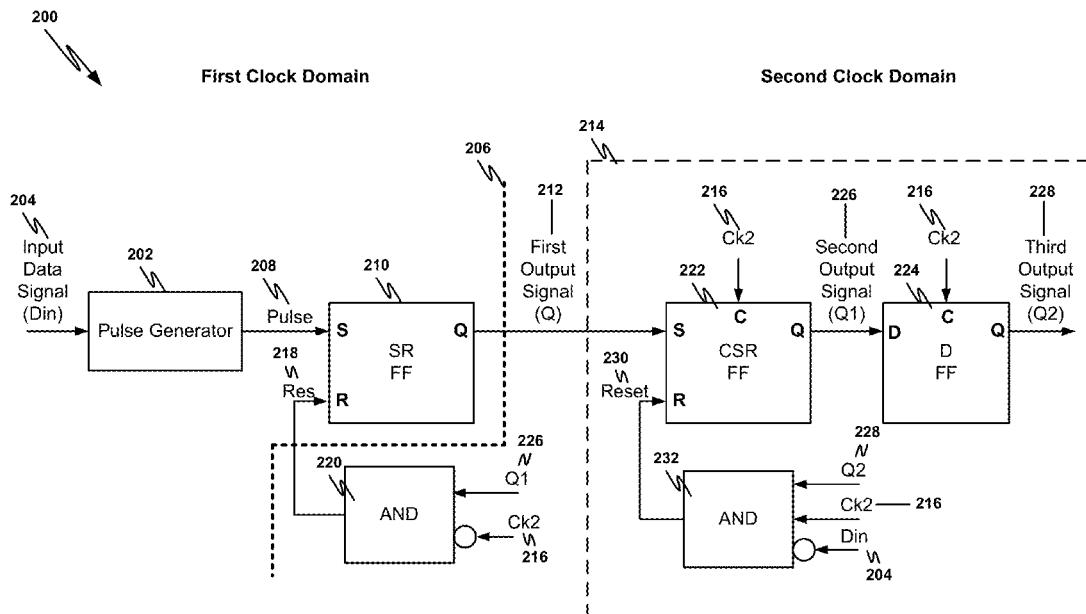 200
First Clock Domain
Second Clock Domain
214
206
204
Input
Data
Signal
(Din)
202
Pulse Generator
208
Pulse
210
S
Q
SR
FF
R
218
Res
212
First
Output
Signal
(Q)
216
Ck2
222
C
S
Q
CSR
FF
R
230
Reset
226
Second
Output
Signal
(Q1)
216
Ck2
224
C
D
Q
D
FF
228
Third
Output
Signal
(Q2)
220
AND
226
Q1
Ck2
216
232
AND
228
Q2
Ck2
216
Din
204